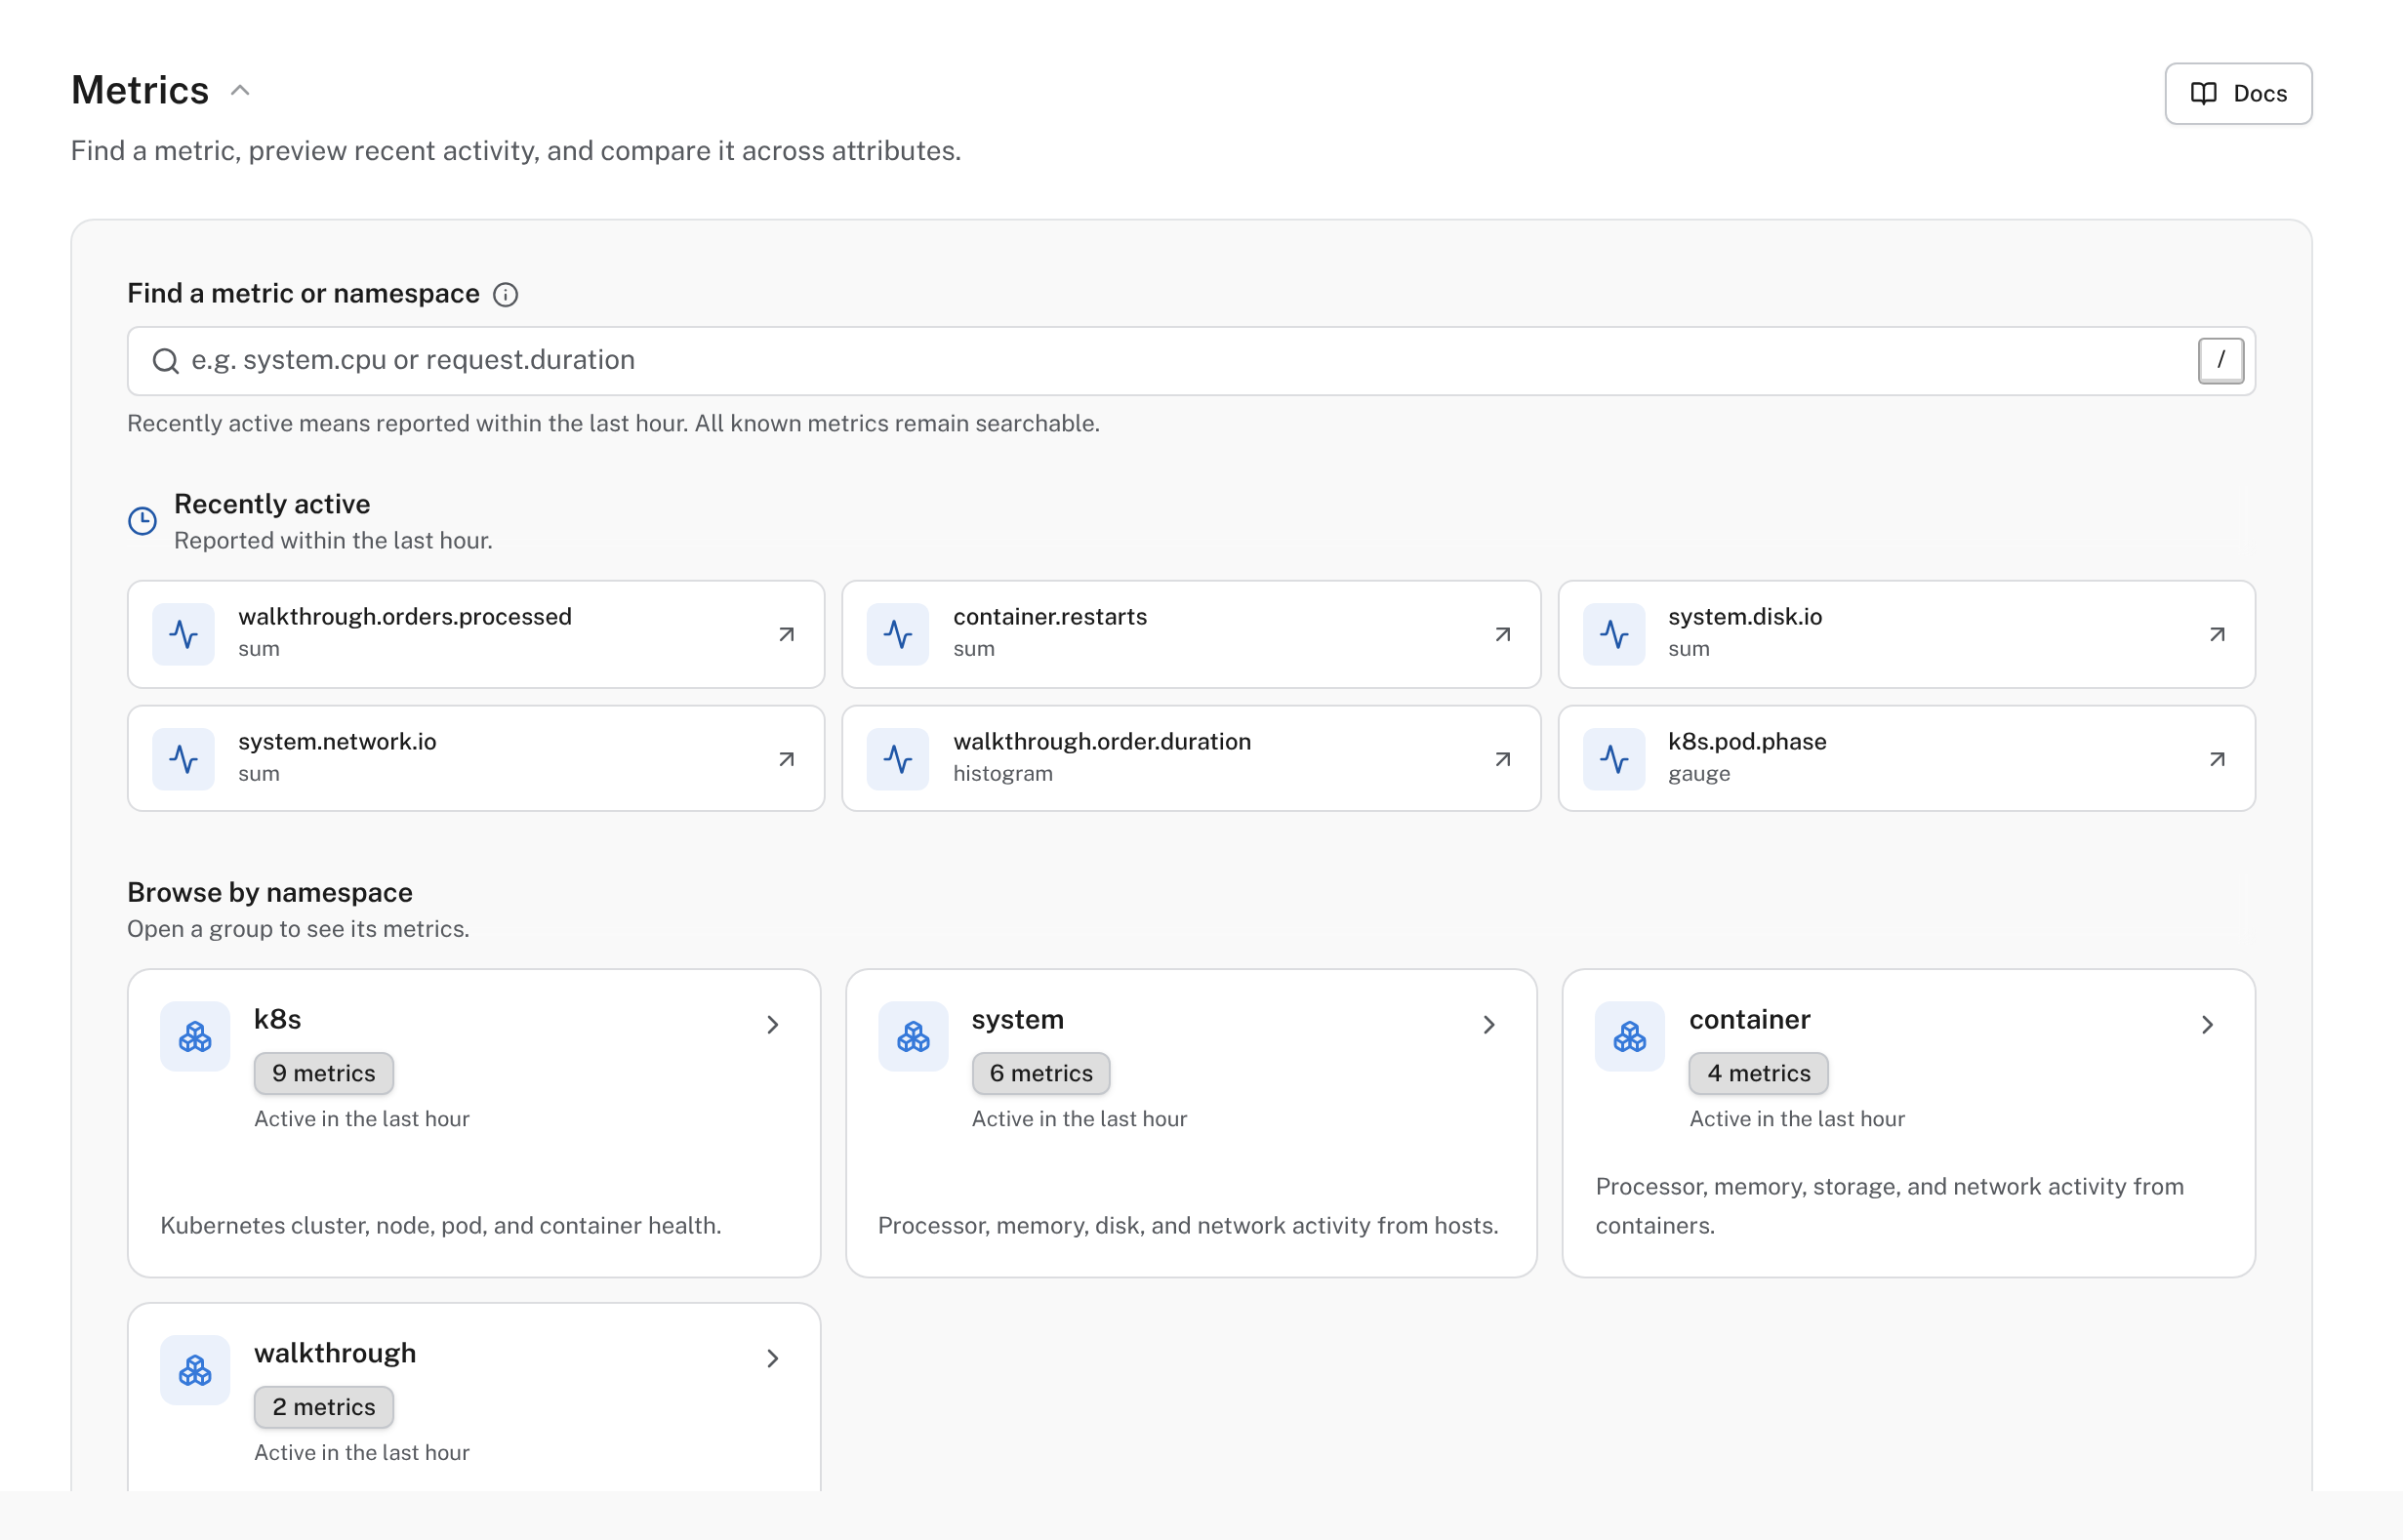 Metrics
Docs
Find a metric, preview recent activity, and compare it across attributes.
Find a metric or namespace
e.g. system.cpu or request.duration
/
Recently active means reported within the last hour. All known metrics remain searchable.
Recently active
Reported within the last hour.
walkthrough.orders.processed
sum
container.restarts
sum
system.disk.io
sum
system.network.io
sum
walkthrough.order.duration
histogram
k8s.pod.phase
gauge
Browse by namespace
Open a group to see its metrics.
k8s
9 metrics
Active in the last hour
Kubernetes cluster, node, pod, and container health.
system
6 metrics
Active in the last hour
Processor, memory, disk, and network activity from hosts.
container
4 metrics
Active in the last hour
Processor, memory, storage, and network activity from
containers.
walkthrough
2 metrics
Active in the last hour